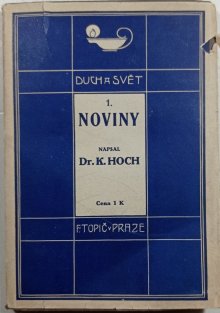 DUCH A SVĚT
1.
NOVINY
NAPSAL
Dr. K. HOCH
Cena 1 K
F. TOPIČ V PRAZE